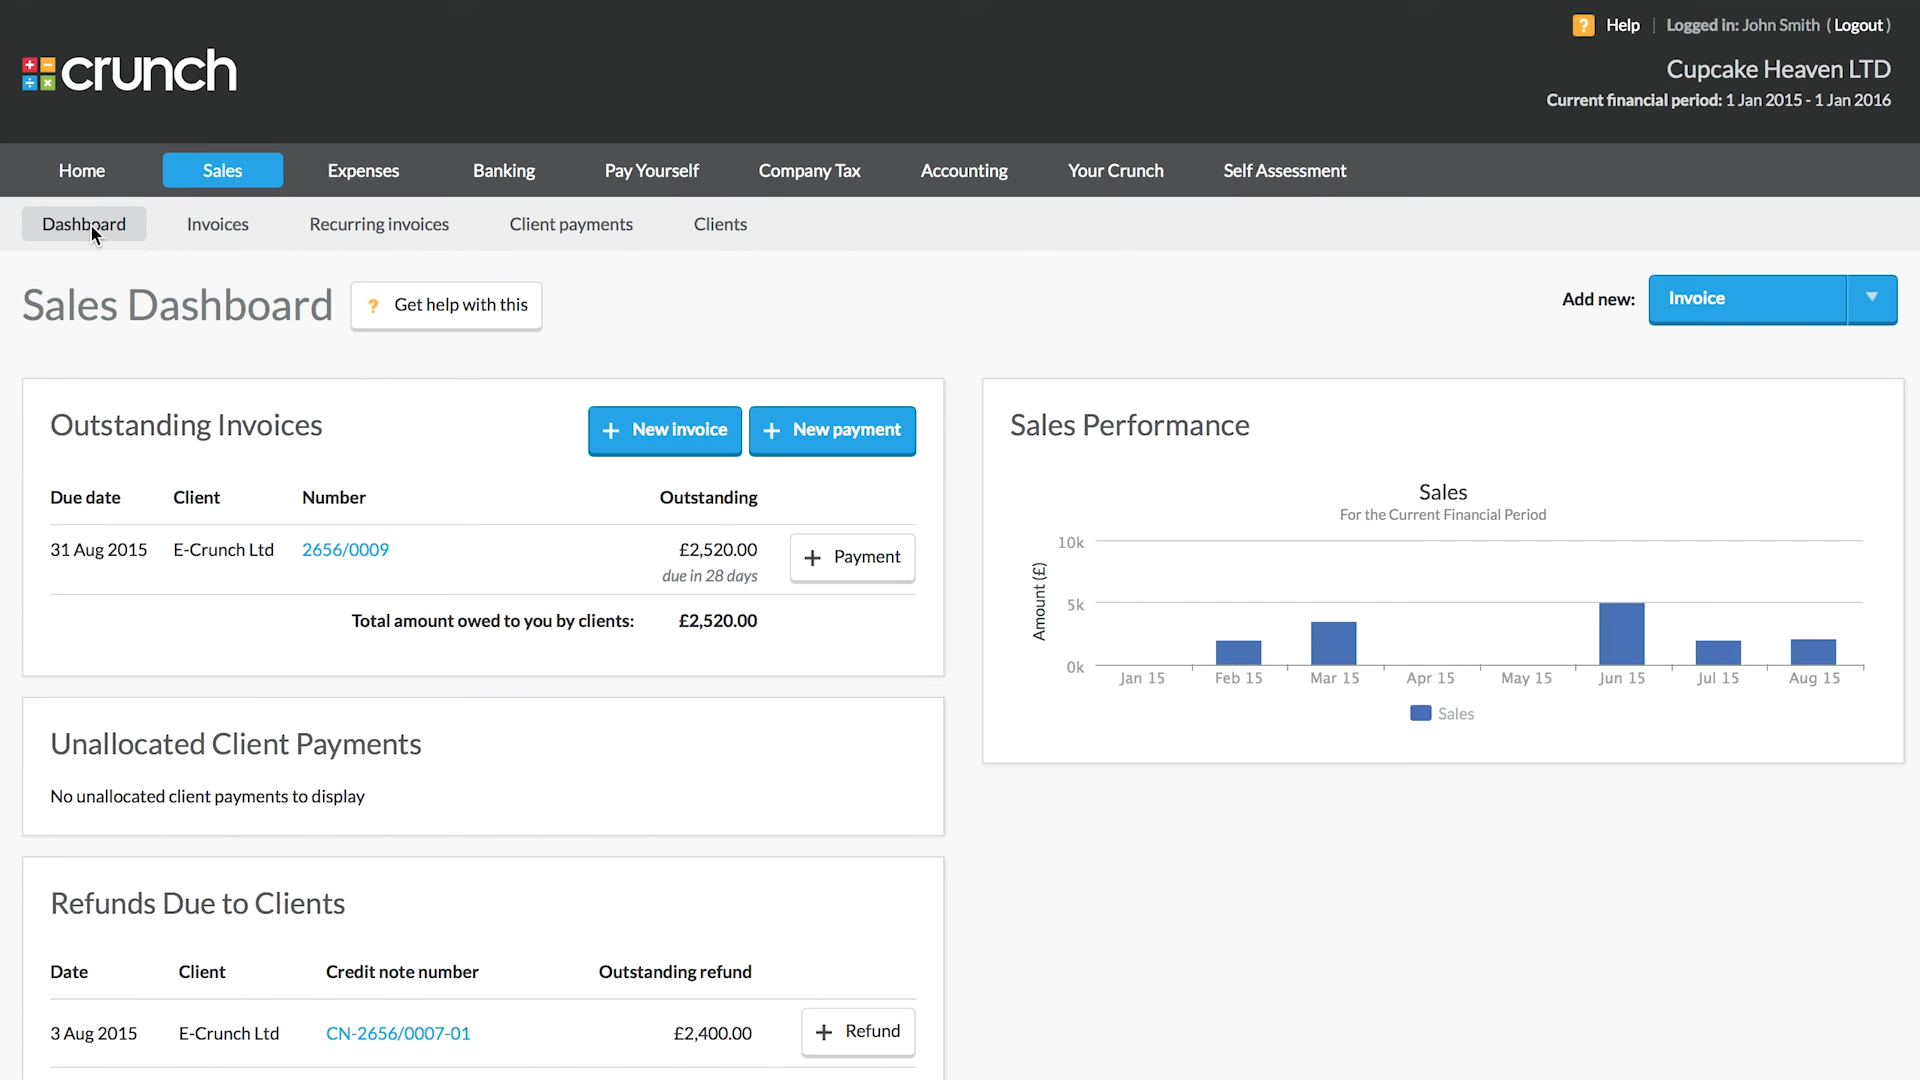 ? Help Logged in: John Smith ( Logout )
crunch
Cupcake Heaven LTD
Current financial period: 1 Jan 2015 - 1 Jan 2016
Home Sales Expenses Banking Pay Yourself Company Tax Accounting Your Crunch Self Assessment
Dashboard Invoices Recurring invoices Client payments Clients
Sales Dashboard ? Get help with this
Add new: Invoice
Outstanding Invoices + New invoice + New payment
Due date Client Number Outstanding
31 Aug 2015 E-Crunch Ltd 2656/0009 £2,520.00 + Payment
due in 28 days
Total amount owed to you by clients: £2,520.00
Unallocated Client Payments
No unallocated client payments to display
Refunds Due to Clients
Date Client Credit note number Outstanding refund
3 Aug 2015 E-Crunch Ltd CN-2656/0007-01 £2,400.00 + Refund
Sales Performance
Sales
For the Current Financial Period
Amount (£)
10k
5k
0k
Jan 15 Feb 15 Mar 15 Apr 15 May 15 Jun 15 Jul 15 Aug 15
Sales